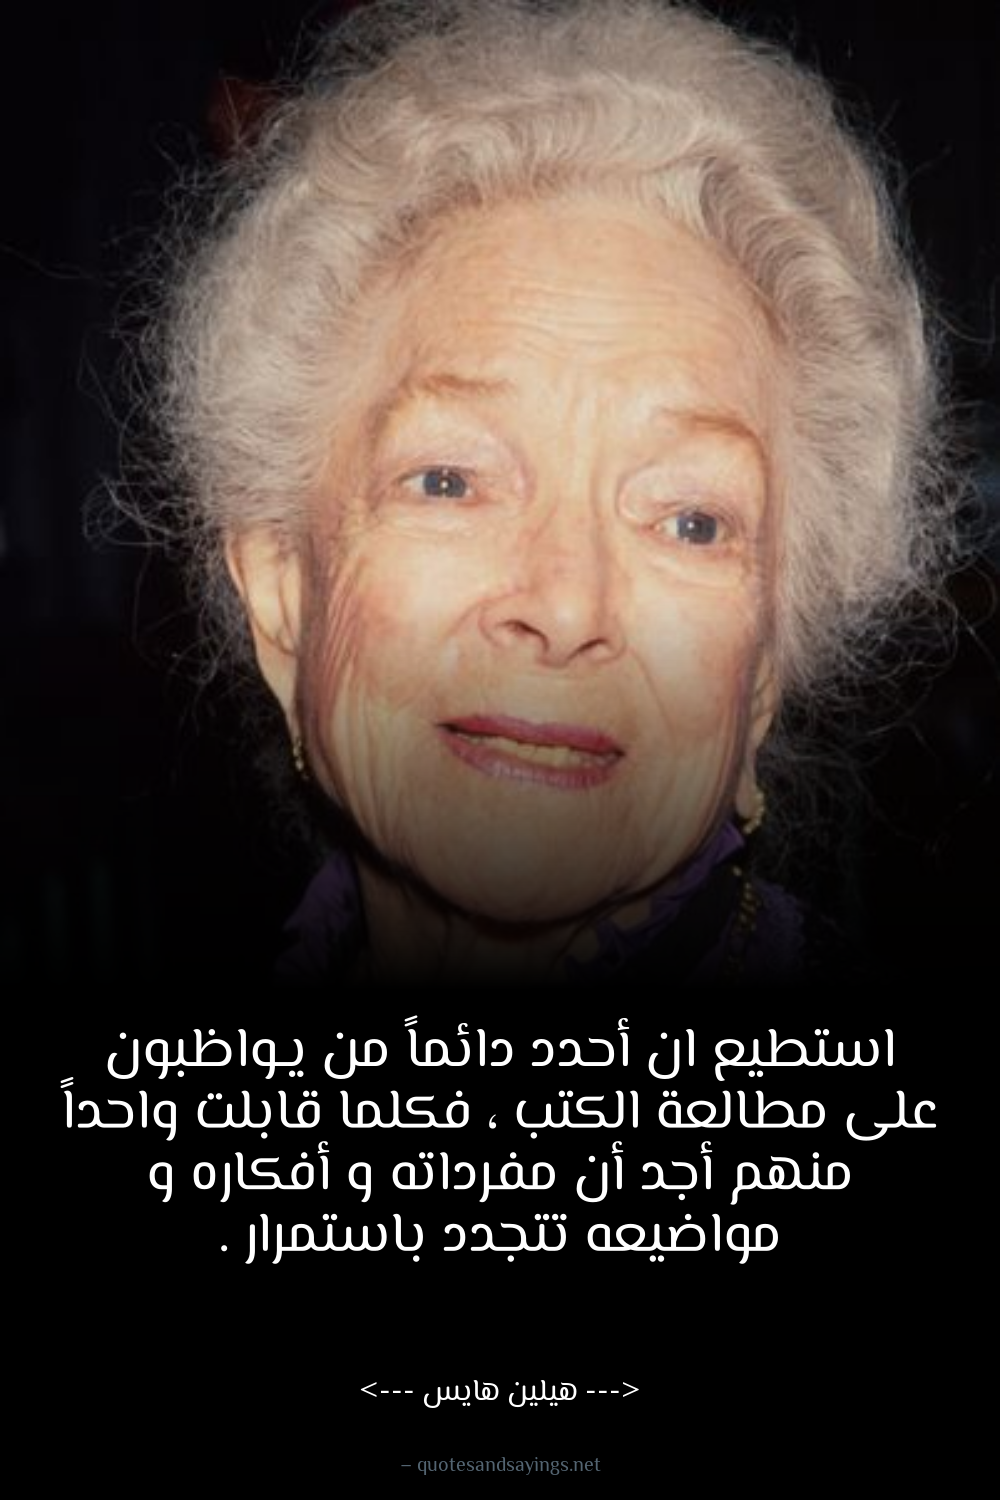 استطيع ان أحدد دائماً من يـواظبون
على مطالعة الكتب ، فكلما قابلت واحداً
منهم أجد أن مفرداته و أفكاره و
مواضيعه تتجدد باستمرار .
<--- هيلين هايس --->
– quotesandsayings.net